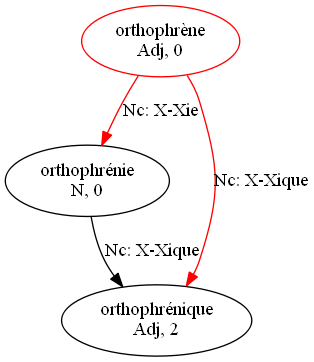 orthophrène
Adj, 0
Nc: X-Xie
orthophrénie
N, 0
Nc: X-Xique
Nc: X-Xique
orthophrénique
Adj, 2